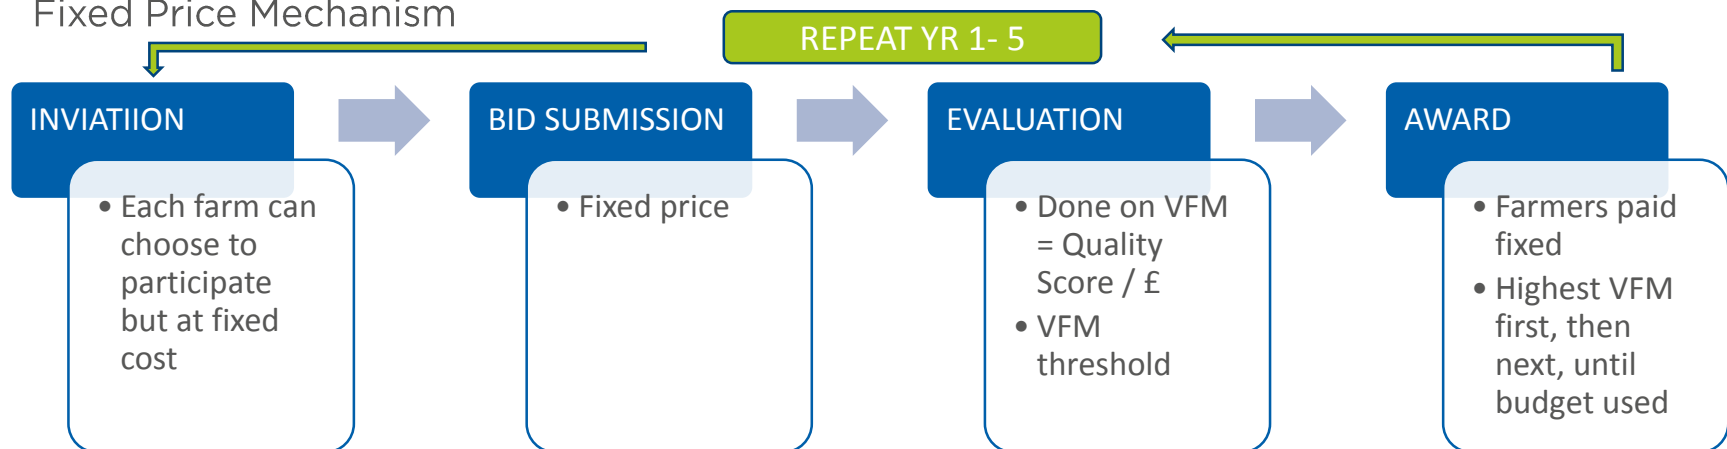 Fixed Price Mechanism
REPEAT YR 1- 5
INVIATIION
• Each farm can
choose to
participate
but at fixed
cost
BID SUBMISSION
• Fixed price
EVALUATION
• Done on VFM
= Quality
Score / £
• VFM
threshold
AWARD
• Farmers paid
fixed
• Highest VFM
first, then
next, until
budget used